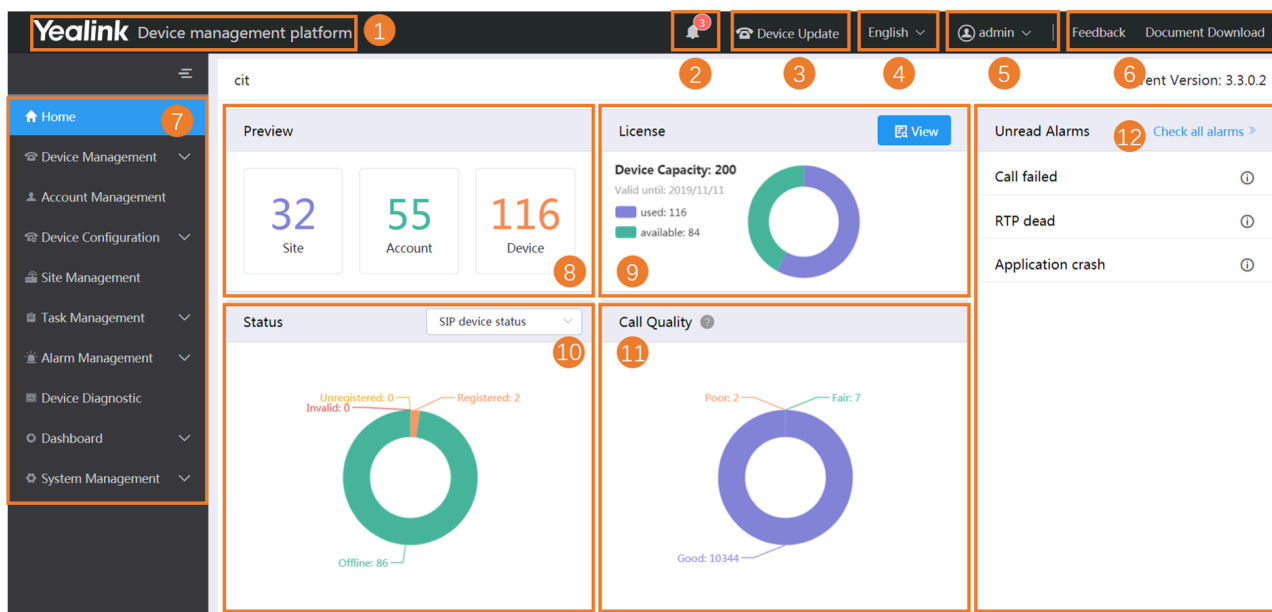 Yealink Device management platform 1
3
Device Update English admin Feedback Document Download
2 3 4 5 6
cit rent Version: 3.3.0.2
Home 7
Device Management
Account Management
Device Configuration
Site Management
Task Management
Alarm Management
Device Diagnostic
Dashboard
System Management
Preview
32 55 116
Site Account Device
8
License View
Device Capacity: 200
Valid until: 2019/11/11
used: 116
available: 84
9
Unread Alarms 12 Check all alarms »
Call failed
RTP dead
Application crash
Status SIP device status
10
Unregistered: 0 Registered: 2
Invalid: 0
Offline: 86
Call Quality ?
11
Poor: 2 Fair: 7
Good: 10344